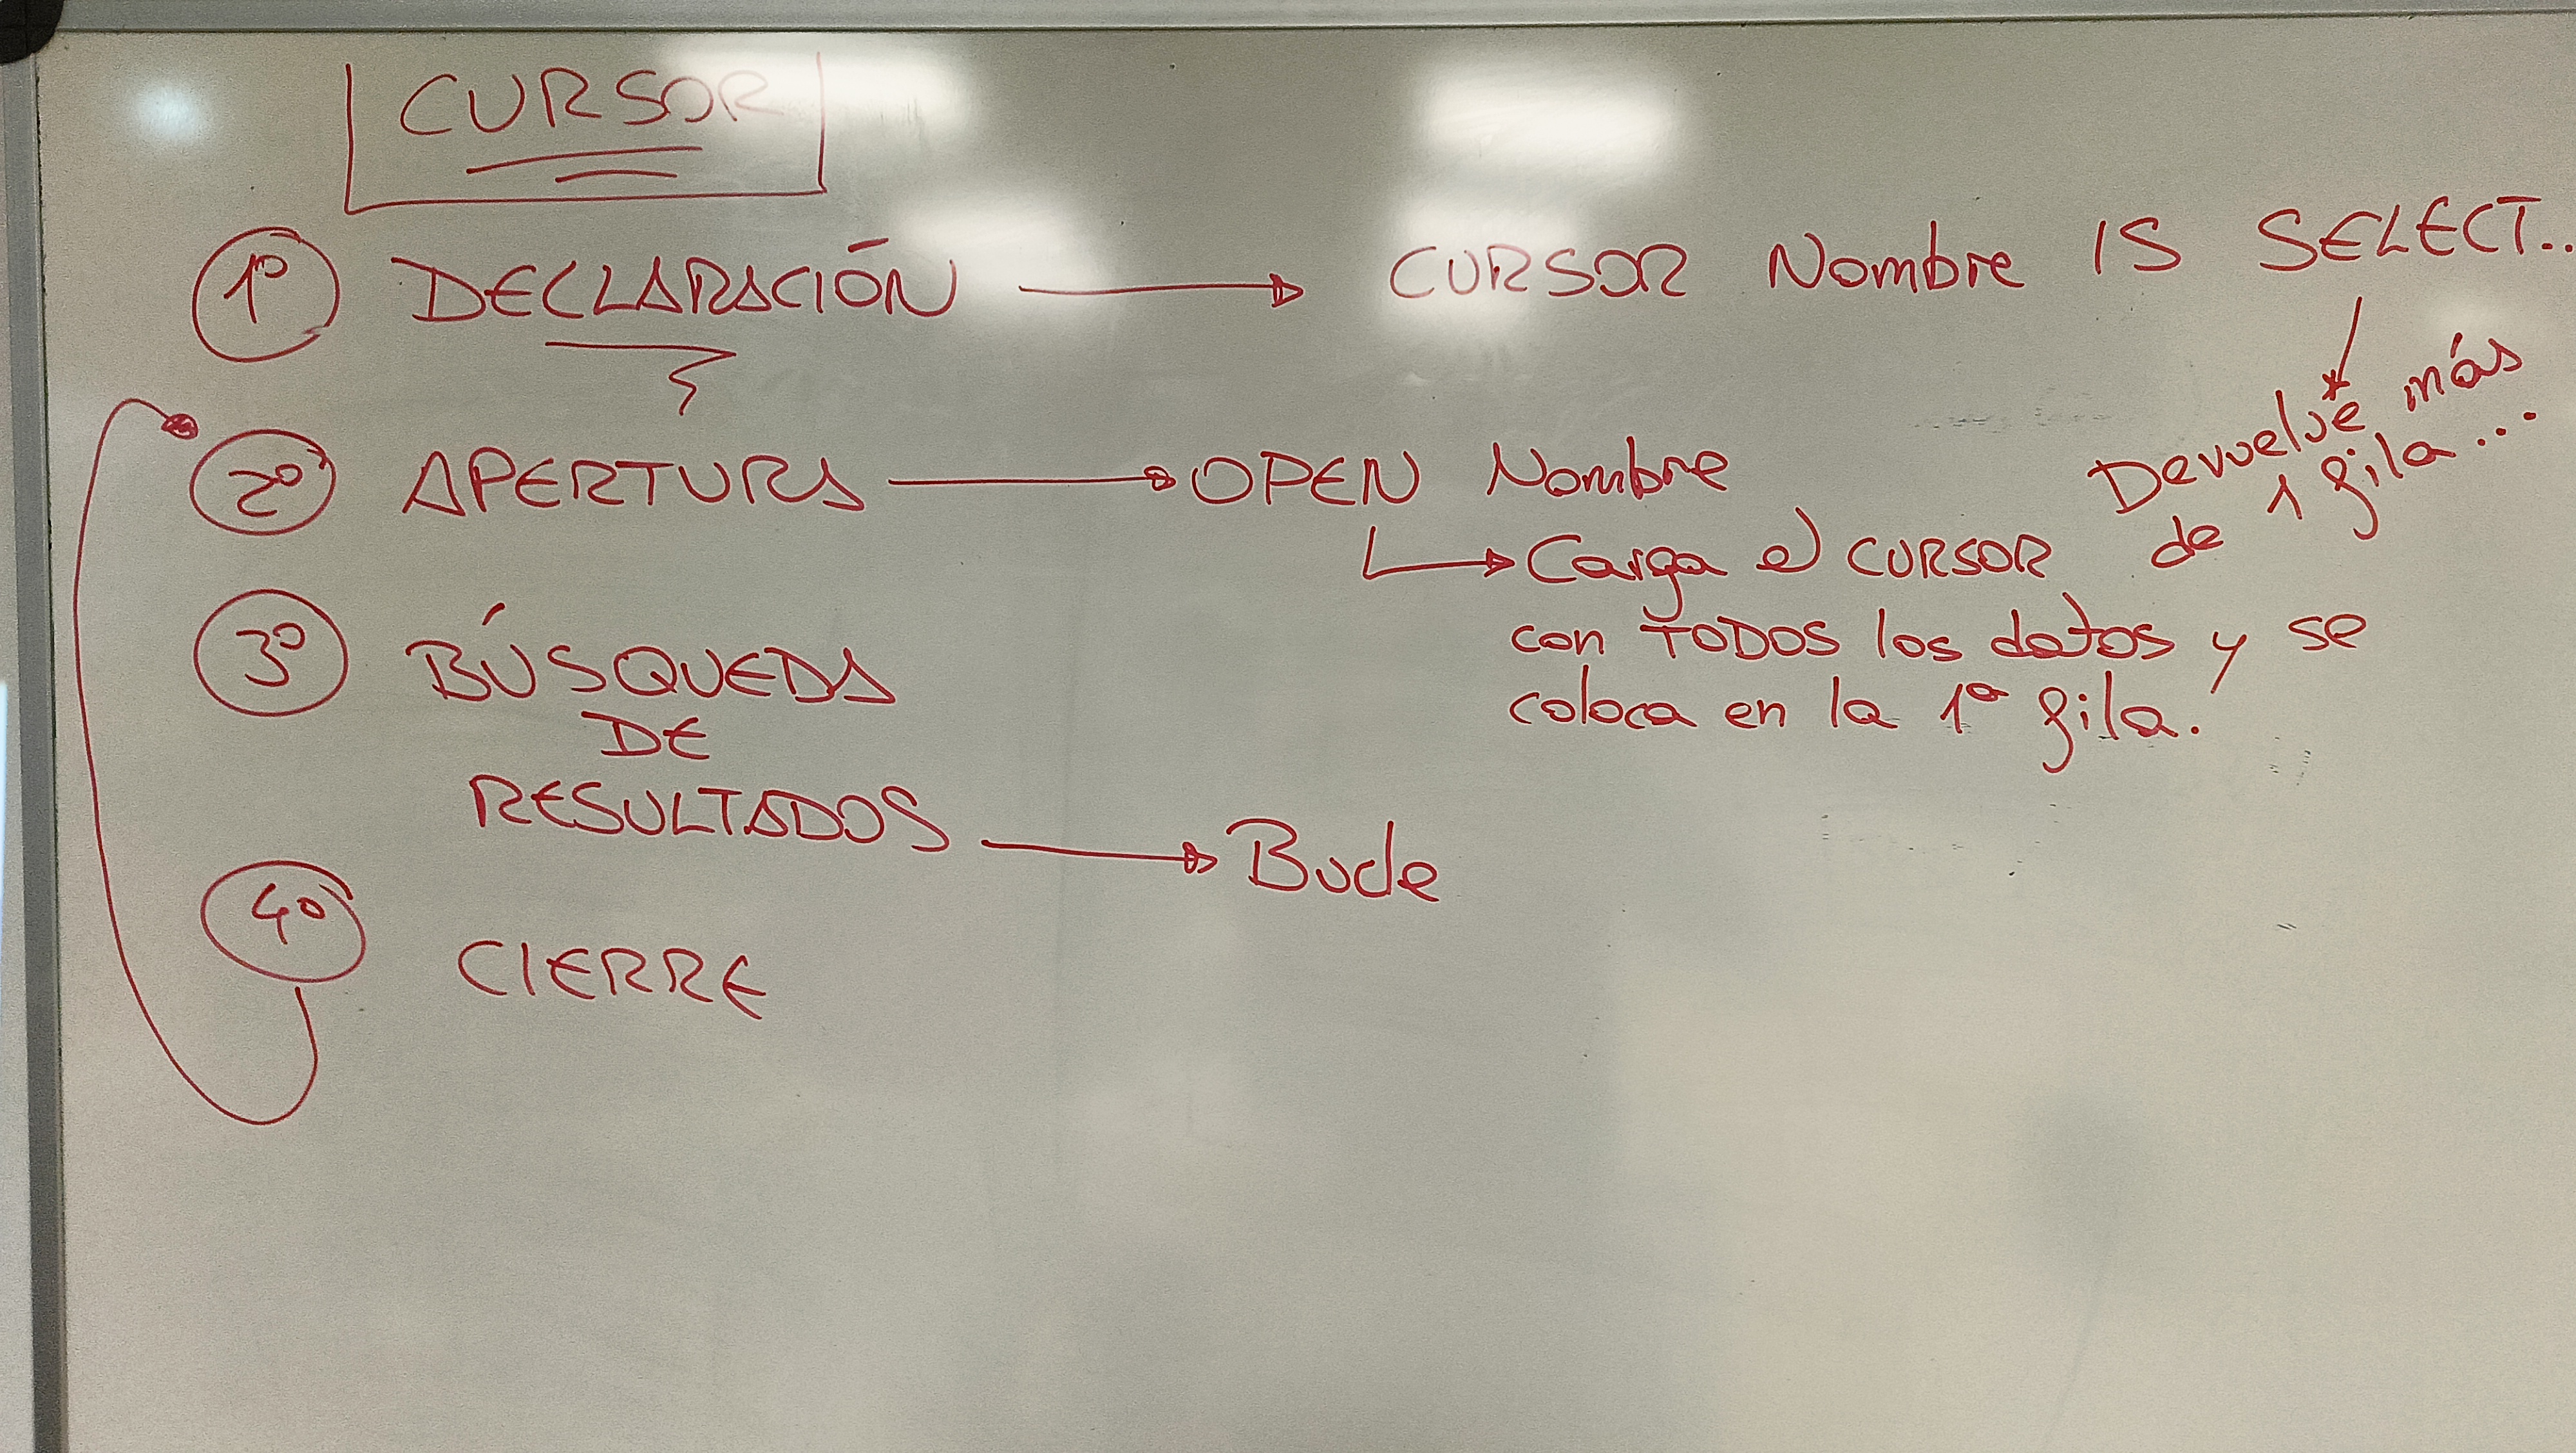 CURSOR
1º DECLARACIÓN CURSOR Nombre IS SELECT..
Devuelve más
de 1 fila...
2º APERTURA OPEN Nombre
Carga el CURSOR
con TODOS los datos y se
coloca en la 1ª fila.
3º BÚSQUEDA
DE
RESULTADOS Bucle
4º CIERRE